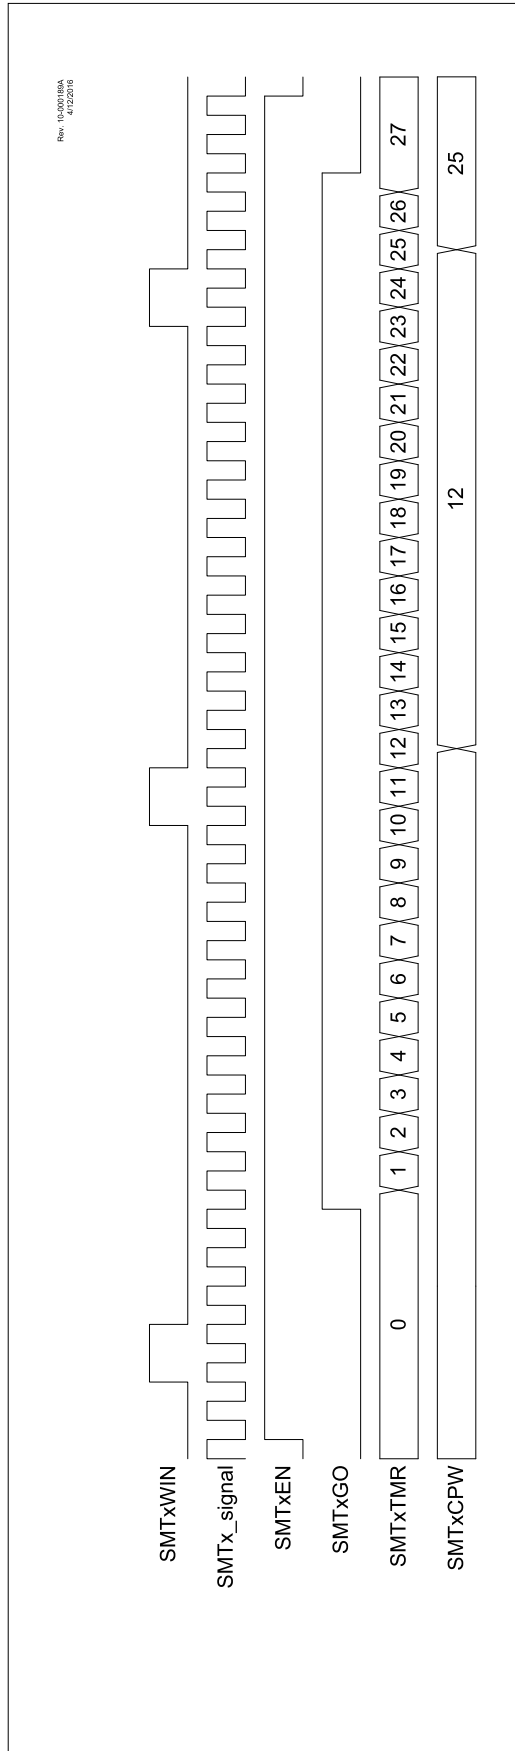 Rev. 10-000189A
4/12/2016
SMTxWIN
SMTx_signal
SMTxEN
SMTxGO
SMTxTMR
0 1 2 3 4 5 6 7 8 9 10 11 12 13 14 15 16 17 18 19 20 21 22 23 24 25 26 27
SMTxCPW
12 25